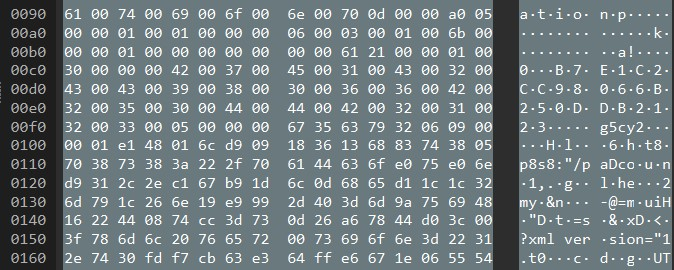 0090 61 00 74 00 69 00 6f 00 6e 00 70 0d 00 00 a0 05 a·t·i·o· n·p·····
00a0 00 00 01 00 01 00 00 00 06 00 03 00 01 00 6b 00 ········ ······k·
00b0 00 00 01 00 00 00 00 00 00 00 61 21 00 00 01 00 ········ ··a!····
00c0 30 00 00 00 42 00 37 00 45 00 31 00 43 00 32 00 0···B·7· E·1·C·2·
00d0 43 00 43 00 39 00 38 00 30 00 36 00 36 00 42 00 C·C·9·8· 0·6·6·B·
00e0 32 00 35 00 30 00 44 00 44 00 42 00 32 00 31 00 2·5·0·D· D·B·2·1·
00f0 32 00 33 00 05 00 00 00 67 35 63 79 32 06 09 00 2·3····· g5cy2···
0100 00 01 e1 48 01 6c d9 09 18 36 13 68 83 74 38 05 ···H·l·· ·6·h·t8·
0110 70 38 73 38 3a 22 2f 70 61 44 63 6f e0 75 e0 6e p8s8:"/p aDco·u·n
0120 d9 31 2c 2e ec 67 b9 1d 6c 0d 68 65 d1 1c 1c 32 ·1,.·g·· l·he···2
0130 6d 79 1c 26 6e 19 e9 99 2d 40 3d 6d 9a 75 69 48 my·&n··· -@=m·uiH
0140 16 22 44 08 74 cc 3d 73 0d 26 a6 78 44 d0 3c 00 ·"D·t·=s ·&·xD·<·
0150 3f 78 6d 6c 20 76 65 72 00 73 69 6f 6e 3d 22 31 ?xml ver ·sion="1
0160 2e 74 30 fd f7 cb 63 e3 64 ff e6 67 1e 06 55 54 .t0···c· d··g··UT